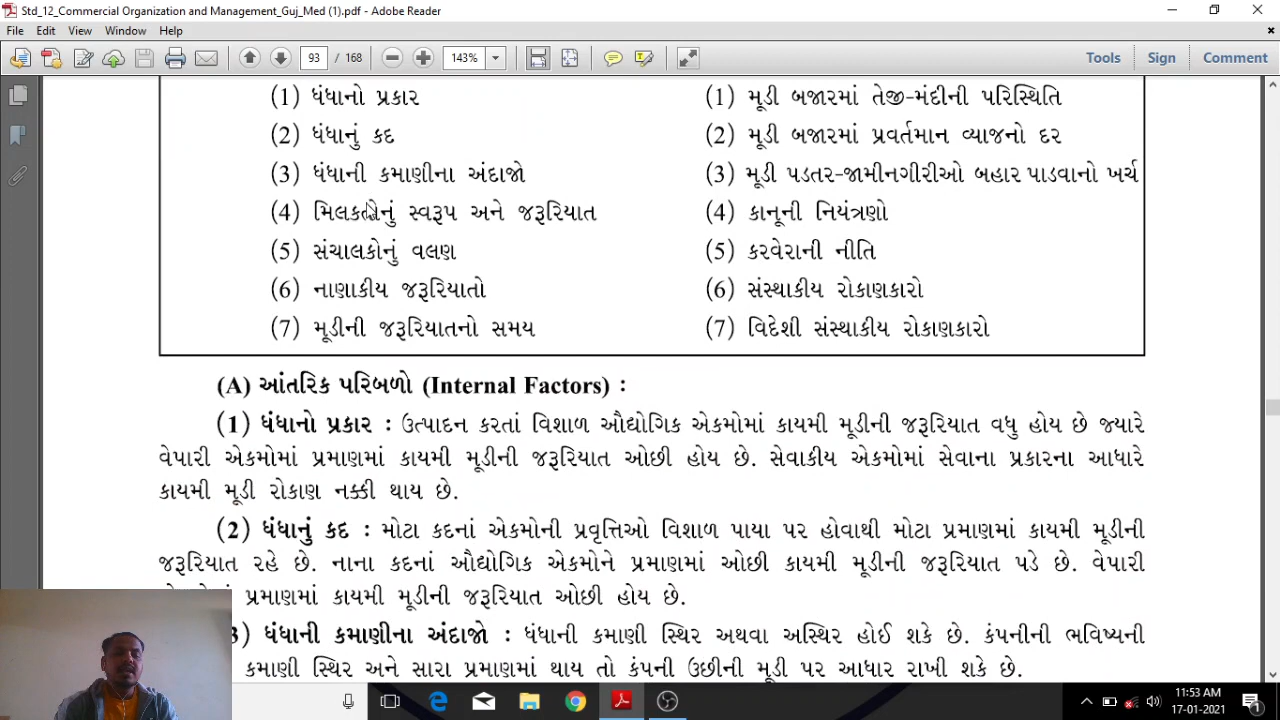 Std_12_Commercial Organization and Management_Guj_Med (1).pdf - Adobe Reader
File Edit View Window Help
93 / 168 143% Tools Sign Comment
(1) ધંધાનો પ્રકાર
(2) ધંધાનું કદ
(3) ધંધાની કમાણીના અંદાજો
(4) મિલકતોનું સ્વરૂપ અને જરૂરિયાત
(5) સંચાલકોનું વલણ
(6) નાણાકીય જરૂરિયાતો
(7) મૂડીની જરૂરિયાતનો સમય
(1) મૂડી બજારમાં તેજી-મંદીની પરિસ્થિતિ
(2) મૂડી બજારમાં પ્રવર્તમાન વ્યાજનો દર
(3) મૂડી પડતર-જામીનગીરીઓ બહાર પાડવાનો ખર્ચ
(4) કાનૂની નિયંત્રણો
(5) કરવેરાની નીતિ
(6) સંસ્થાકીય રોકાણકારો
(7) વિદેશી સંસ્થાકીય રોકાણકારો
(A) આંતરિક પરિબળો (Internal Factors) :
(1) ધંધાનો પ્રકાર : ઉત્પાદન કરતાં વિશાળ ઔદ્યોગિક એકમોમાં કાયમી મૂડીની જરૂરિયાત વધુ હોય છે જ્યારે
વેપારી એકમોમાં પ્રમાણમાં કાયમી મૂડીની જરૂરિયાત ઓછી હોય છે. સેવાકીય એકમોમાં સેવાના પ્રકારના આધારે
કાયમી મૂડી રોકાણ નક્કી થાય છે.
(2) ધંધાનું કદ : મોટા કદનાં એકમોની પ્રવૃત્તિઓ વિશાળ પાયા પર હોવાથી મોટા પ્રમાણમાં કાયમી મૂડીની
જરૂરિયાત રહે છે. નાના કદનાં ઔદ્યોગિક એકમોને પ્રમાણમાં ઓછી કાયમી મૂડીની જરૂરિયાત પડે છે. વેપારી
પ્રમાણમાં કાયમી મૂડીની જરૂરિયાત ઓછી હોય છે.
3) ધંધાની કમાણીના અંદાજો : ધંધાની કમાણી સ્થિર અથવા અસ્થિર હોઈ શકે છે. કંપનીની ભવિષ્યની
કમાણી સ્થિર અને સારા પ્રમાણમાં થાય તો કંપની ઉછીની મૂડી પર આધાર રાખી શકે છે.
11:53 AM
17-01-2021